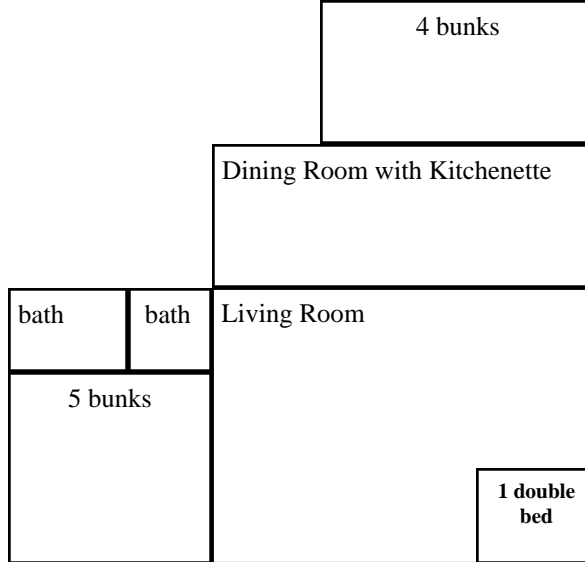 4 bunks
Dining Room with Kitchenette
bath
bath
Living Room
5 bunks
1 double
bed